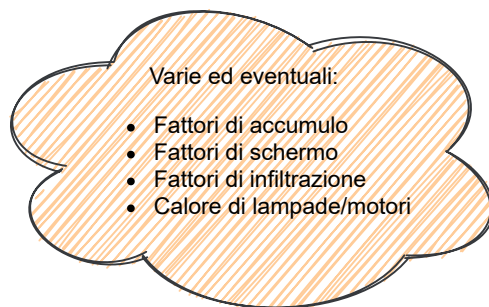 Varie ed eventuali:
• Fattori di accumulo
• Fattori di schermo
• Fattori di infiltrazione
• Calore di lampade/motori